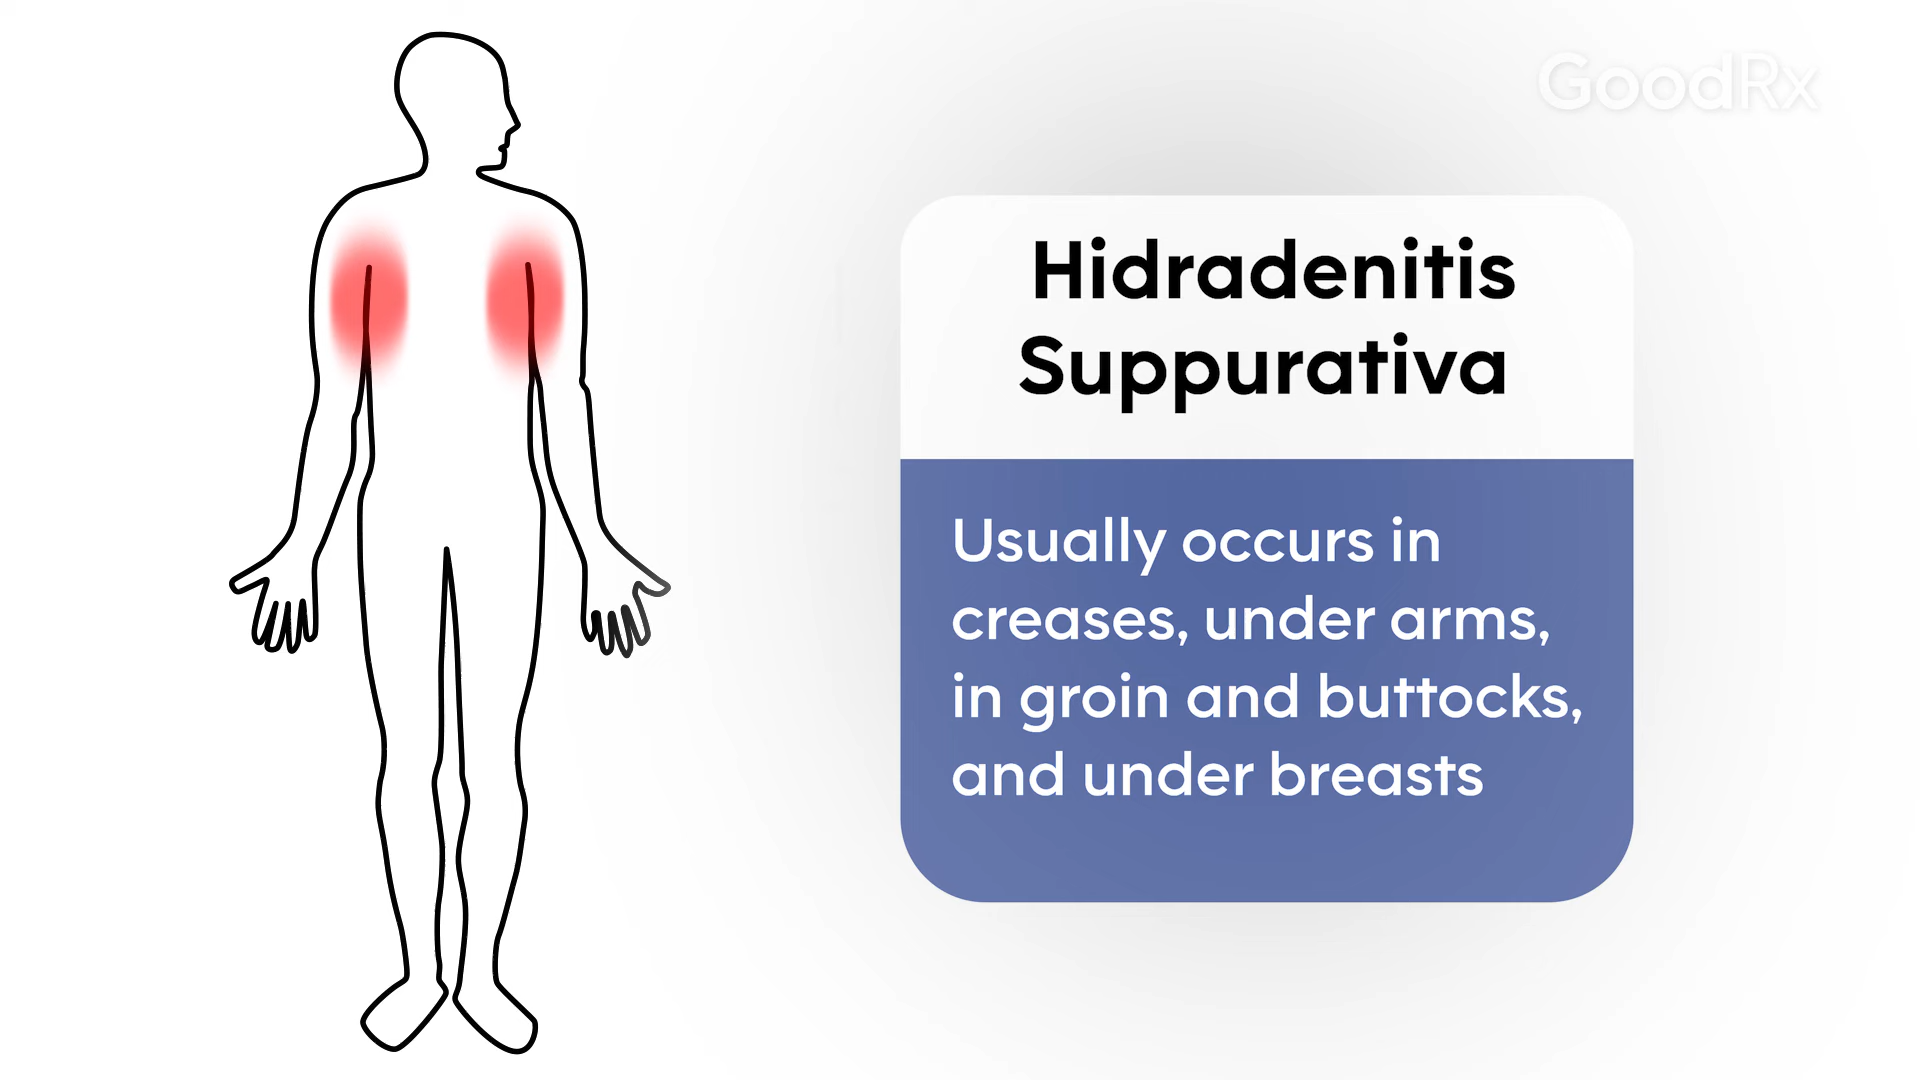 GoodRx
Hidradenitis
Suppurativa
Usually occurs in
creases, under arms,
in groin and buttocks,
and under breasts